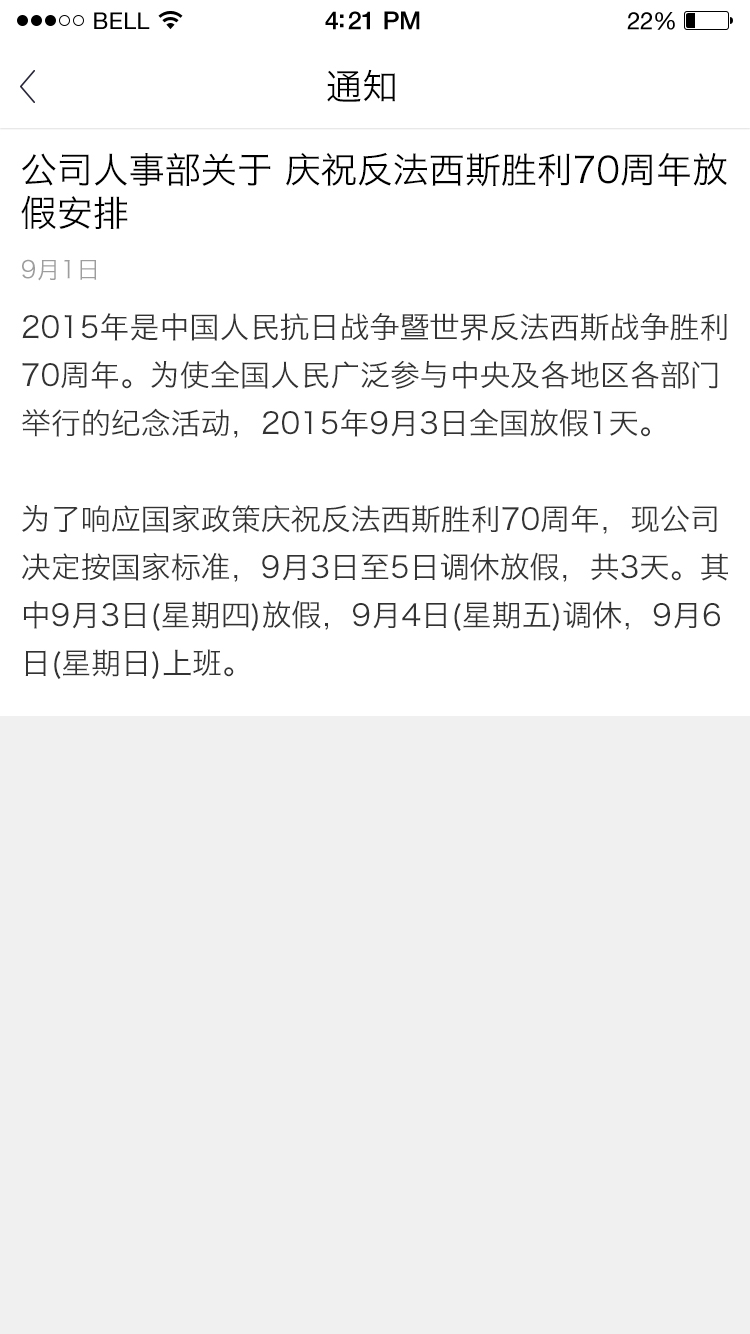 BELL 4:21 PM 22%
通知
公司人事部关于 庆祝反法西斯胜利70周年放
假安排
9月1日
2015年是中国人民抗日战争暨世界反法西斯战争胜利
70周年。为使全国人民广泛参与中央及各地区各部门
举行的纪念活动，2015年9月3日全国放假1天。
为了响应国家政策庆祝反法西斯胜利70周年，现公司
决定按国家标准，9月3日至5日调休放假，共3天。其
中9月3日(星期四)放假，9月4日(星期五)调休，9月6
日(星期日)上班。